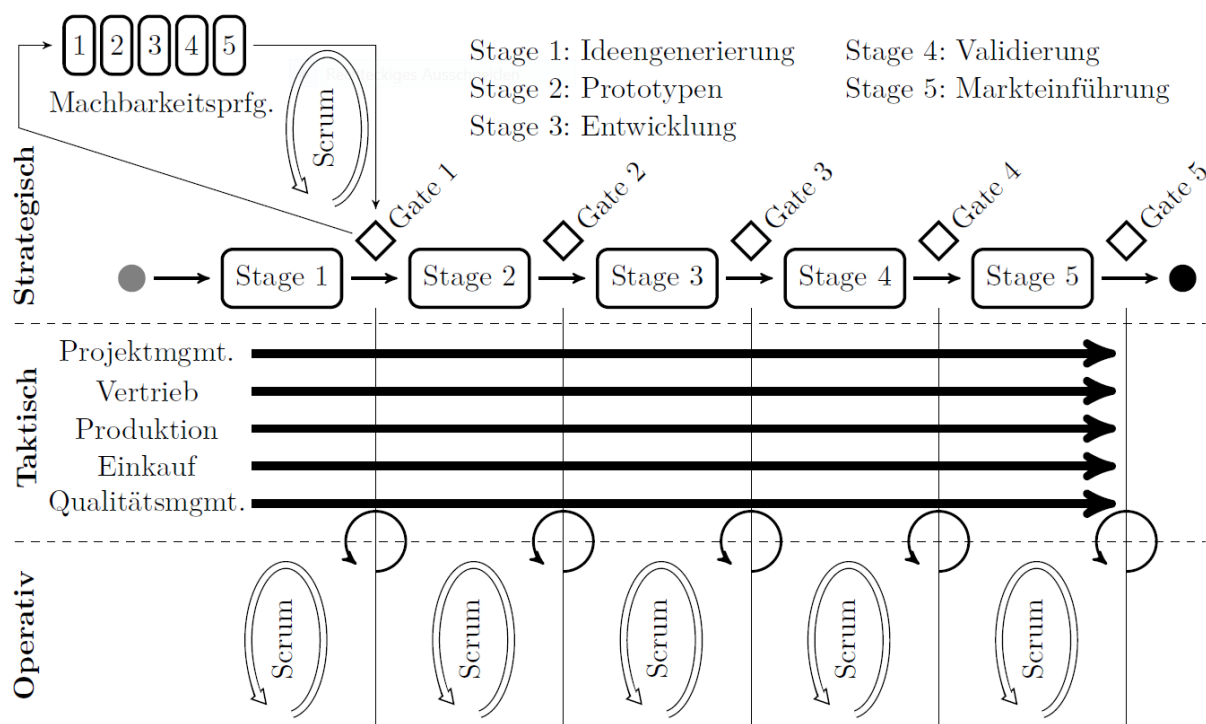 1 2 3 4 5
Machbarkeitsprfg.
Scrum
Stage 1: Ideengenerierung
Stage 2: Prototypen
Stage 3: Entwicklung
Stage 4: Validierung
Stage 5: Markteinführung
Strategisch
Gate 1
Gate 2
Gate 3
Gate 4
Gate 5
Stage 1
Stage 2
Stage 3
Stage 4
Stage 5
Taktisch
Projektmgmt.
Vertrieb
Produktion
Einkauf
Qualitätsmgmt.
Operativ
Scrum
Scrum
Scrum
Scrum
Scrum